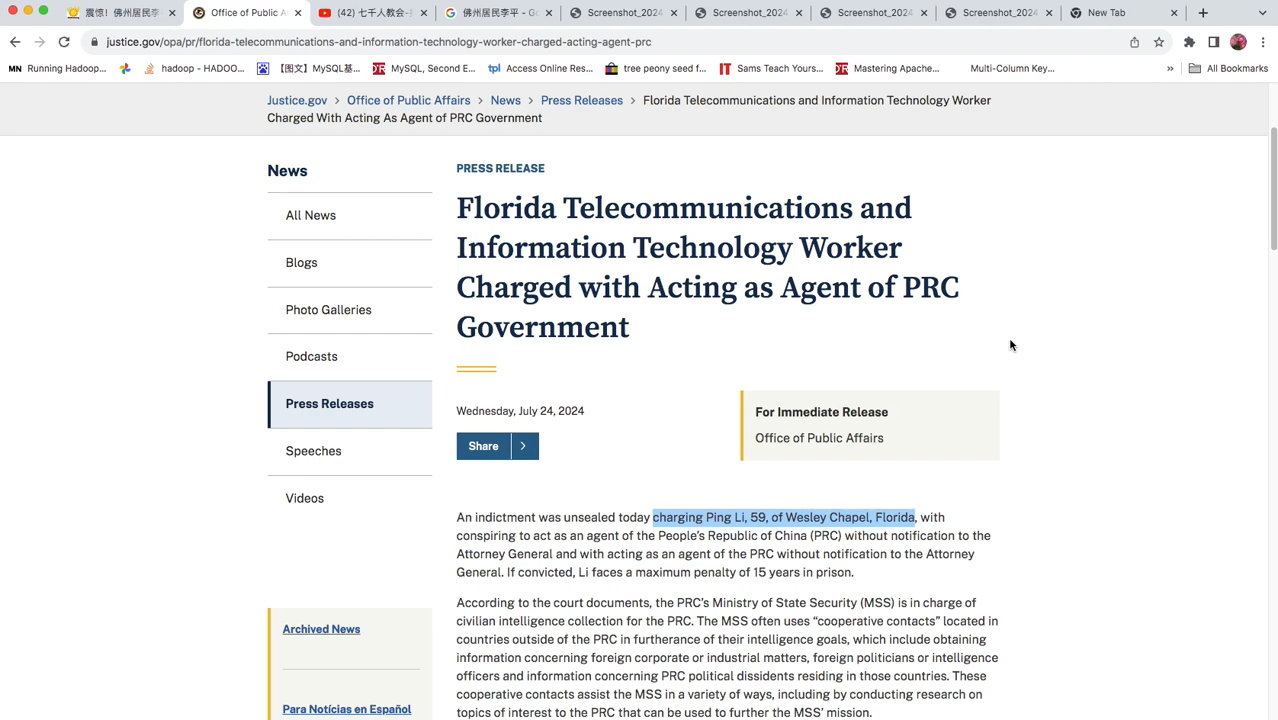 震惊！佛州居民李平
Office of Public A
(42) 七千人教会-
佛州居民李平 - G
Screenshot_2024
Screenshot_2024
Screenshot_2024
Screenshot_2024
New Tab
justice.gov/opa/pr/florida-telecommunications-and-information-technology-worker-charged-acting-agent-prc
MN Running Hadoop...
hadoop - HADOO...
【图文】MySQL基...
DR MySQL, Second E...
tpl Access Online Res...
tree peony seed f...
IT Sams Teach Yours...
DR Mastering Apache...
Multi-Column Key...
» All Bookmarks
Justice.gov > Office of Public Affairs > News > Press Releases > Florida Telecommunications and Information Technology Worker
Charged With Acting As Agent of PRC Government
News
All News
Blogs
Photo Galleries
Podcasts
Press Releases
Speeches
Videos
Archived News
Para Notícias en Español
PRESS RELEASE
Florida Telecommunications and
Information Technology Worker
Charged with Acting as Agent of PRC
Government
Wednesday, July 24, 2024
Share >
For Immediate Release
Office of Public Affairs
An indictment was unsealed today charging Ping Li, 59, of Wesley Chapel, Florida, with
conspiring to act as an agent of the People's Republic of China (PRC) without notification to the
Attorney General and with acting as an agent of the PRC without notification to the Attorney
General. If convicted, Li faces a maximum penalty of 15 years in prison.
According to the court documents, the PRC's Ministry of State Security (MSS) is in charge of
civilian intelligence collection for the PRC. The MSS often uses “cooperative contacts” located in
countries outside of the PRC in furtherance of their intelligence goals, which include obtaining
information concerning foreign corporate or industrial matters, foreign politicians or intelligence
officers and information concerning PRC political dissidents residing in those countries. These
cooperative contacts assist the MSS in a variety of ways, including by conducting research on
topics of interest to the PRC that can be used to further the MSS' mission.